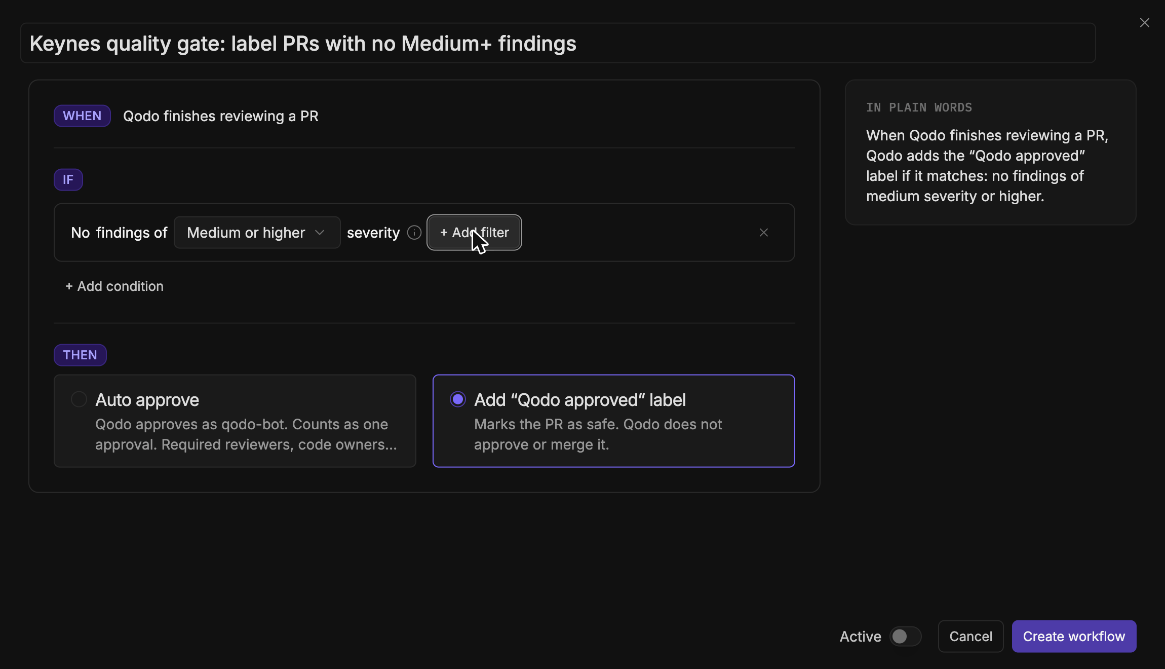 Keynes quality gate: label PRs with no Medium+ findings
WHEN Qodo finishes reviewing a PR
IF
No findings of Medium or higher severity + Add filter
+ Add condition
THEN
Auto approve
Qodo approves as qodo-bot. Counts as one
approval. Required reviewers, code owners...
Add “Qodo approved” label
Marks the PR as safe. Qodo does not
approve or merge it.
IN PLAIN WORDS
When Qodo finishes reviewing a PR,
Qodo adds the “Qodo approved”
label if it matches: no findings of
medium severity or higher.
Active Cancel Create workflow